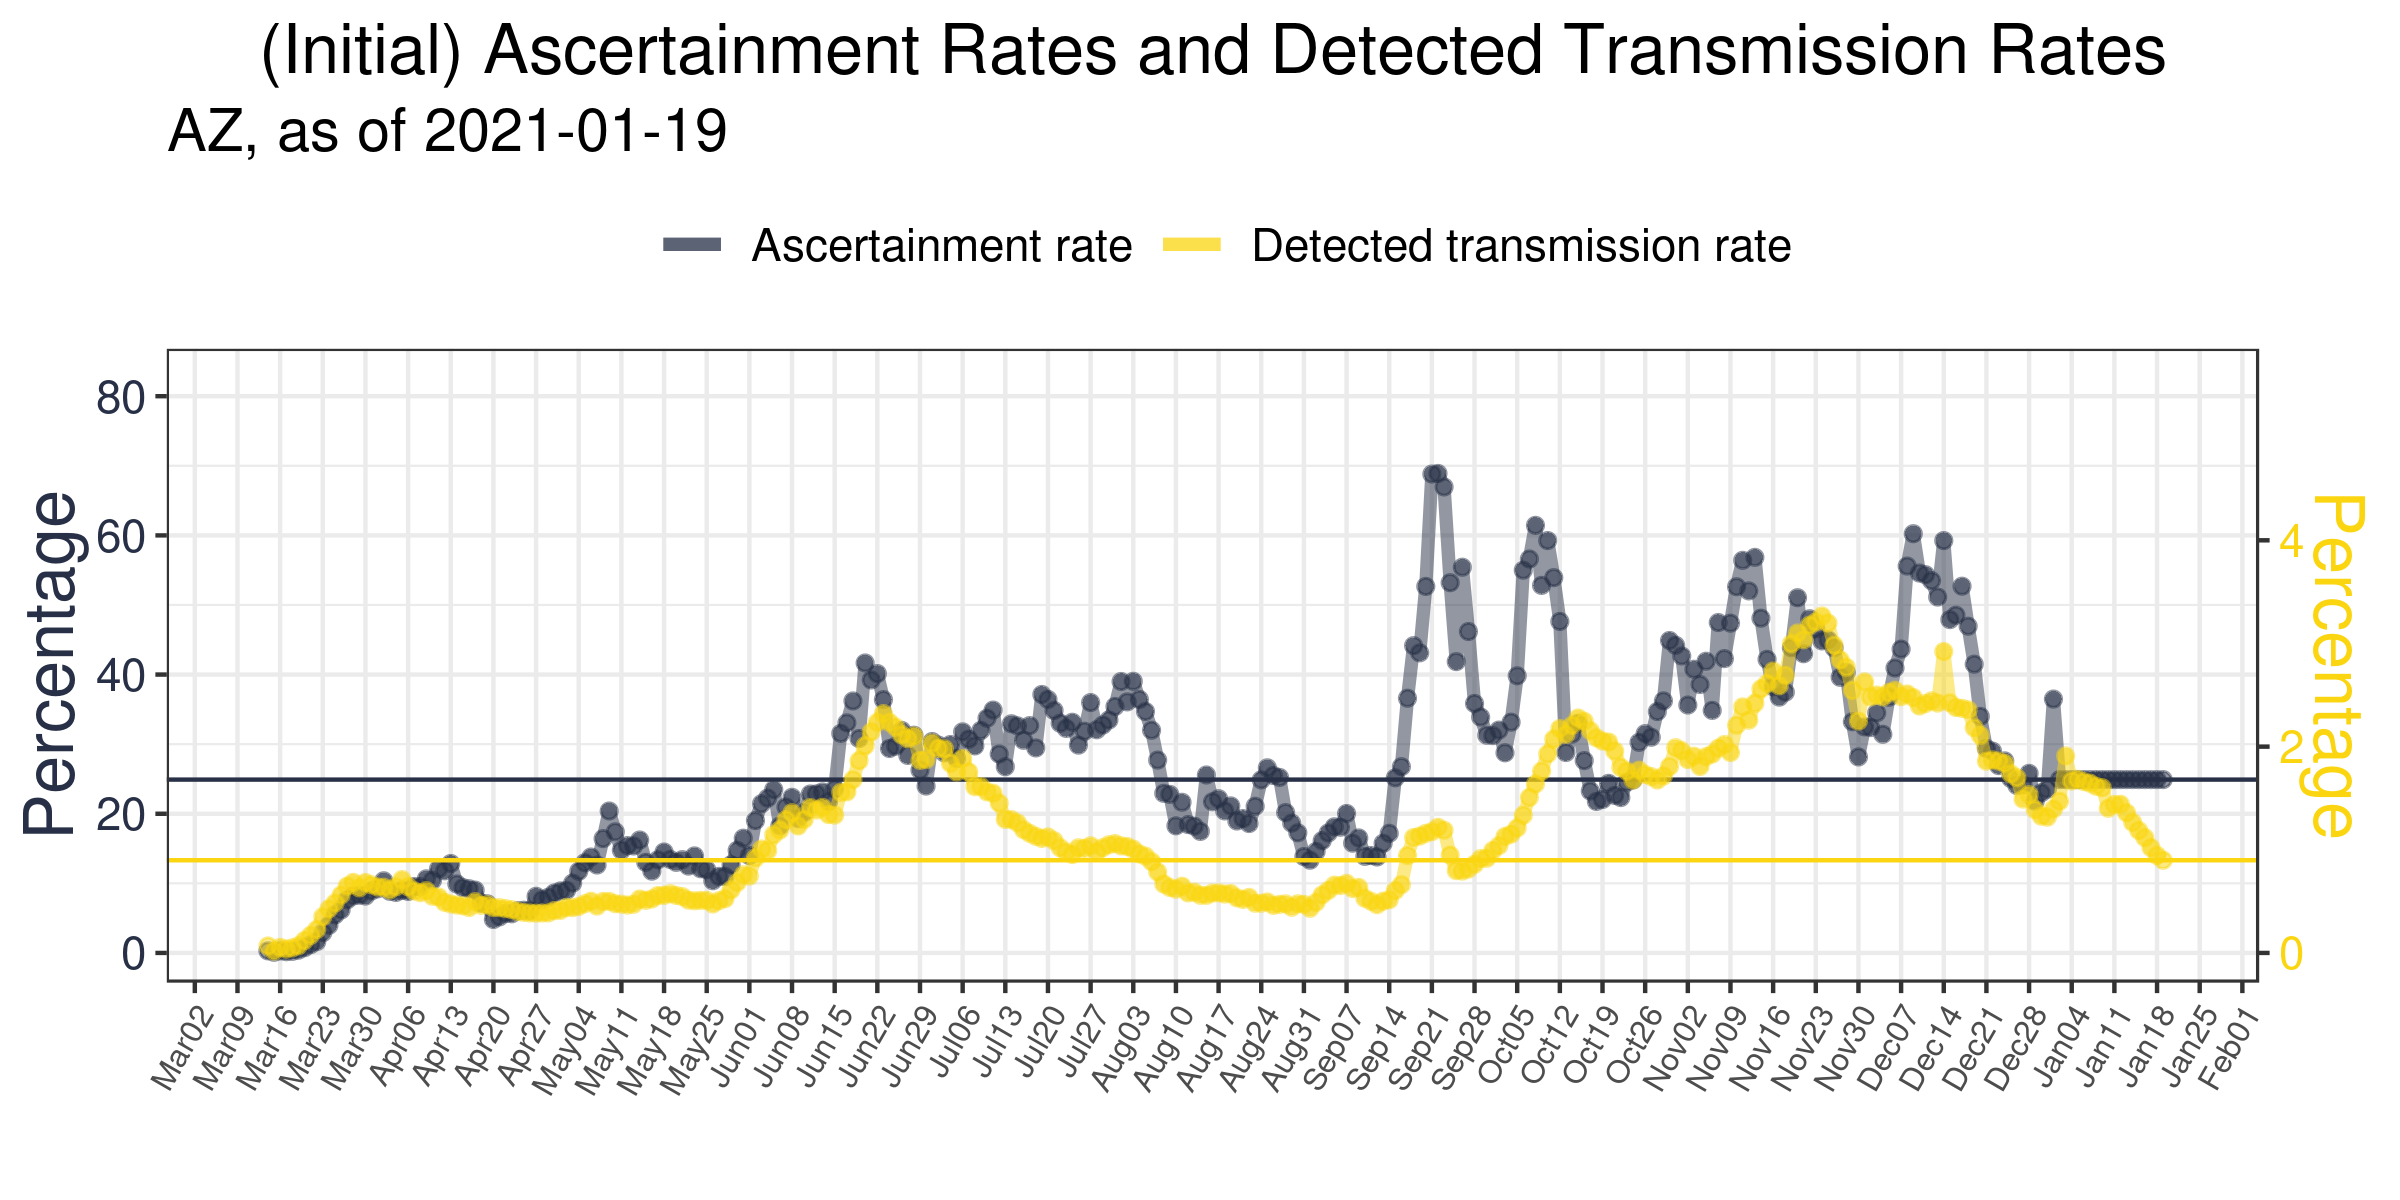 (Initial) Ascertainment Rates and Detected Transmission Rates
AZ, as of 2021-01-19
Ascertainment rate
Detected transmission rate
Percentage
80
60
40
20
0
Percentage
4
2
0
Mar02
Mar09
Mar16
Mar23
Mar30
Apr06
Apr13
Apr20
Apr27
May04
May11
May18
May25
Jun01
Jun08
Jun15
Jun22
Jun29
Jul06
Jul13
Jul20
Jul27
Aug03
Aug10
Aug17
Aug24
Aug31
Sep07
Sep14
Sep21
Sep28
Oct05
Oct12
Oct19
Oct26
Nov02
Nov09
Nov16
Nov23
Nov30
Dec07
Dec14
Dec21
Dec28
Jan04
Jan11
Jan18
Jan25
Feb01